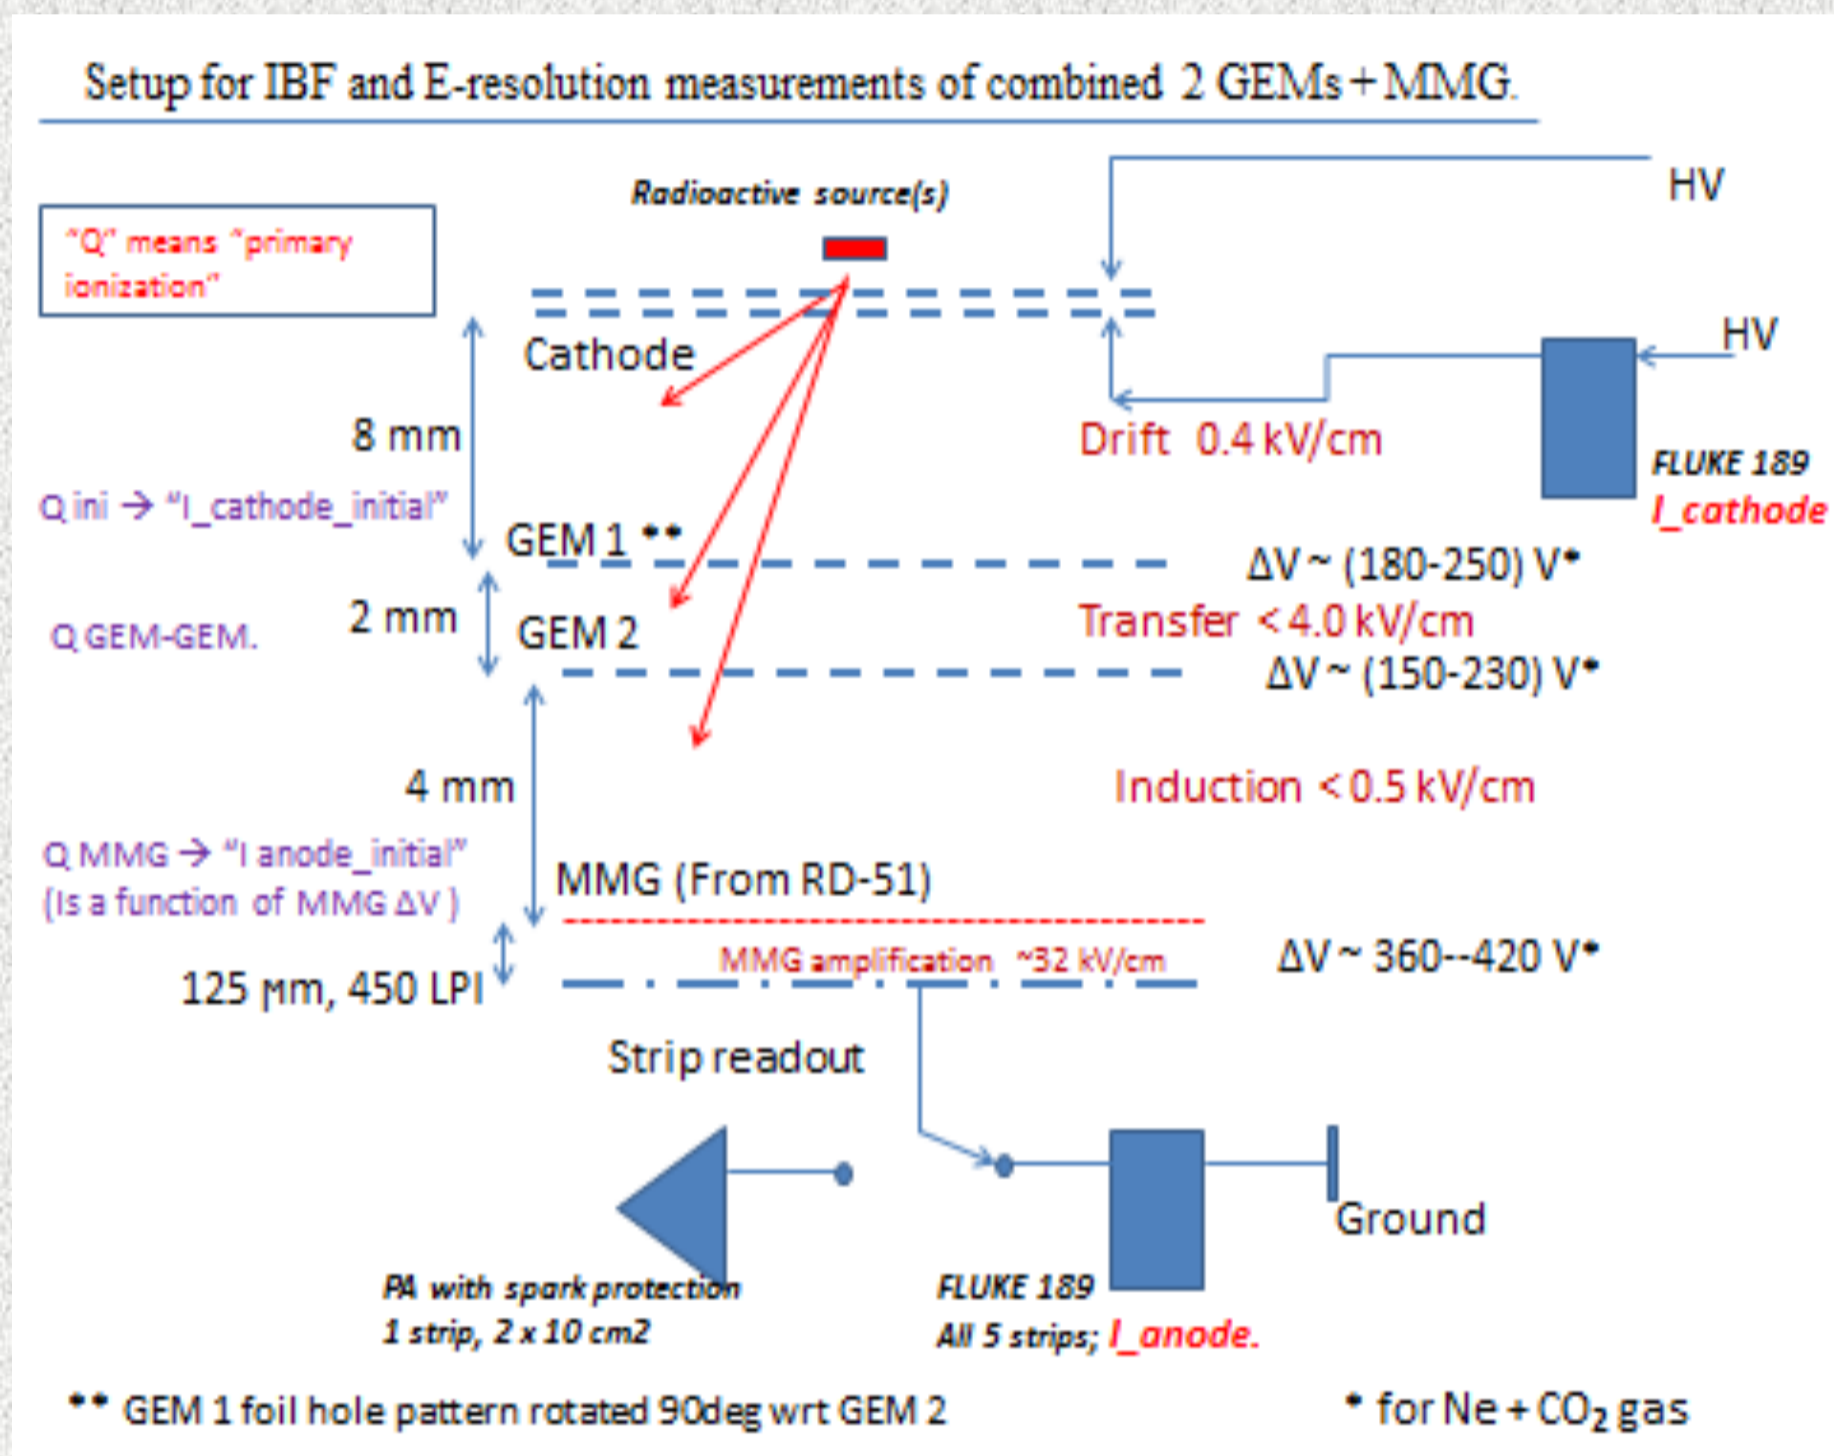 Setup for IBF and E-resolution measurements of combined 2 GEMs + MMG.
Radioactive source(s)
HV
"Q" means "primary
ionization"
HV
Cathode
8 mm
Drift 0.4 kV/cm
FLUKE 189
I_cathode
Q ini → "I_cathode_initial"
GEM 1 **
ΔV ~ (180-250) V*
2 mm
Transfer < 4.0 kV/cm
Q GEM-GEM.
GEM 2
ΔV ~ (150-230) V*
4 mm
Induction < 0.5 kV/cm
Q MMG → "I anode_initial"
(Is a function of MMG ΔV )
MMG (From RD-51)
MMG amplification ~32 kV/cm
ΔV ~ 360--420 V*
125 μm, 450 LPI
Strip readout
Ground
PA with spark protection
1 strip, 2 x 10 cm2
FLUKE 189
All 5 strips; I_anode.
** GEM 1 foil hole pattern rotated 90deg wrt GEM 2
* for Ne + CO₂ gas